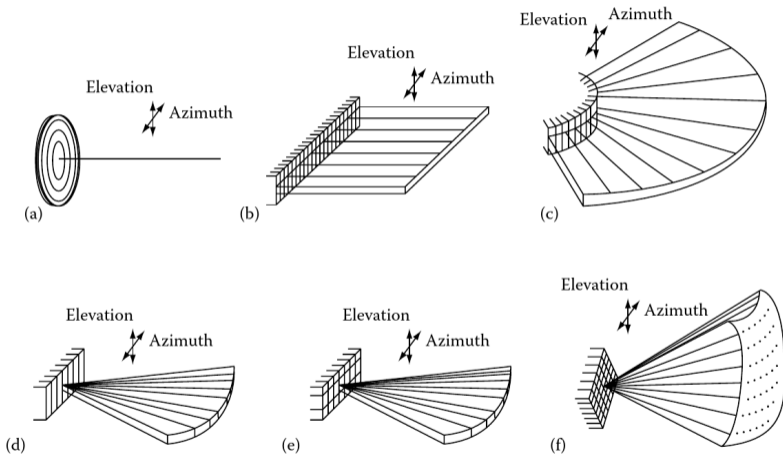 Elevation
Azimuth
(a)
Elevation
Azimuth
(b)
Elevation
Azimuth
(c)
Elevation
Azimuth
(d)
Elevation
Azimuth
(e)
Elevation
Azimuth
(f)